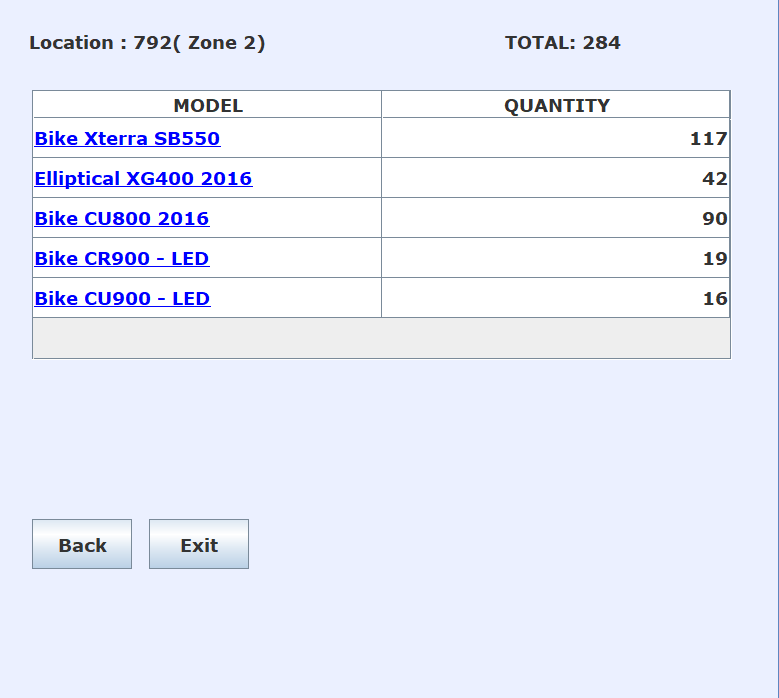 Location : 792( Zone 2) TOTAL: 284
MODEL QUANTITY
Bike Xterra SB550 117
Elliptical XG400 2016 42
Bike CU800 2016 90
Bike CR900 - LED 19
Bike CU900 - LED 16
Back Exit